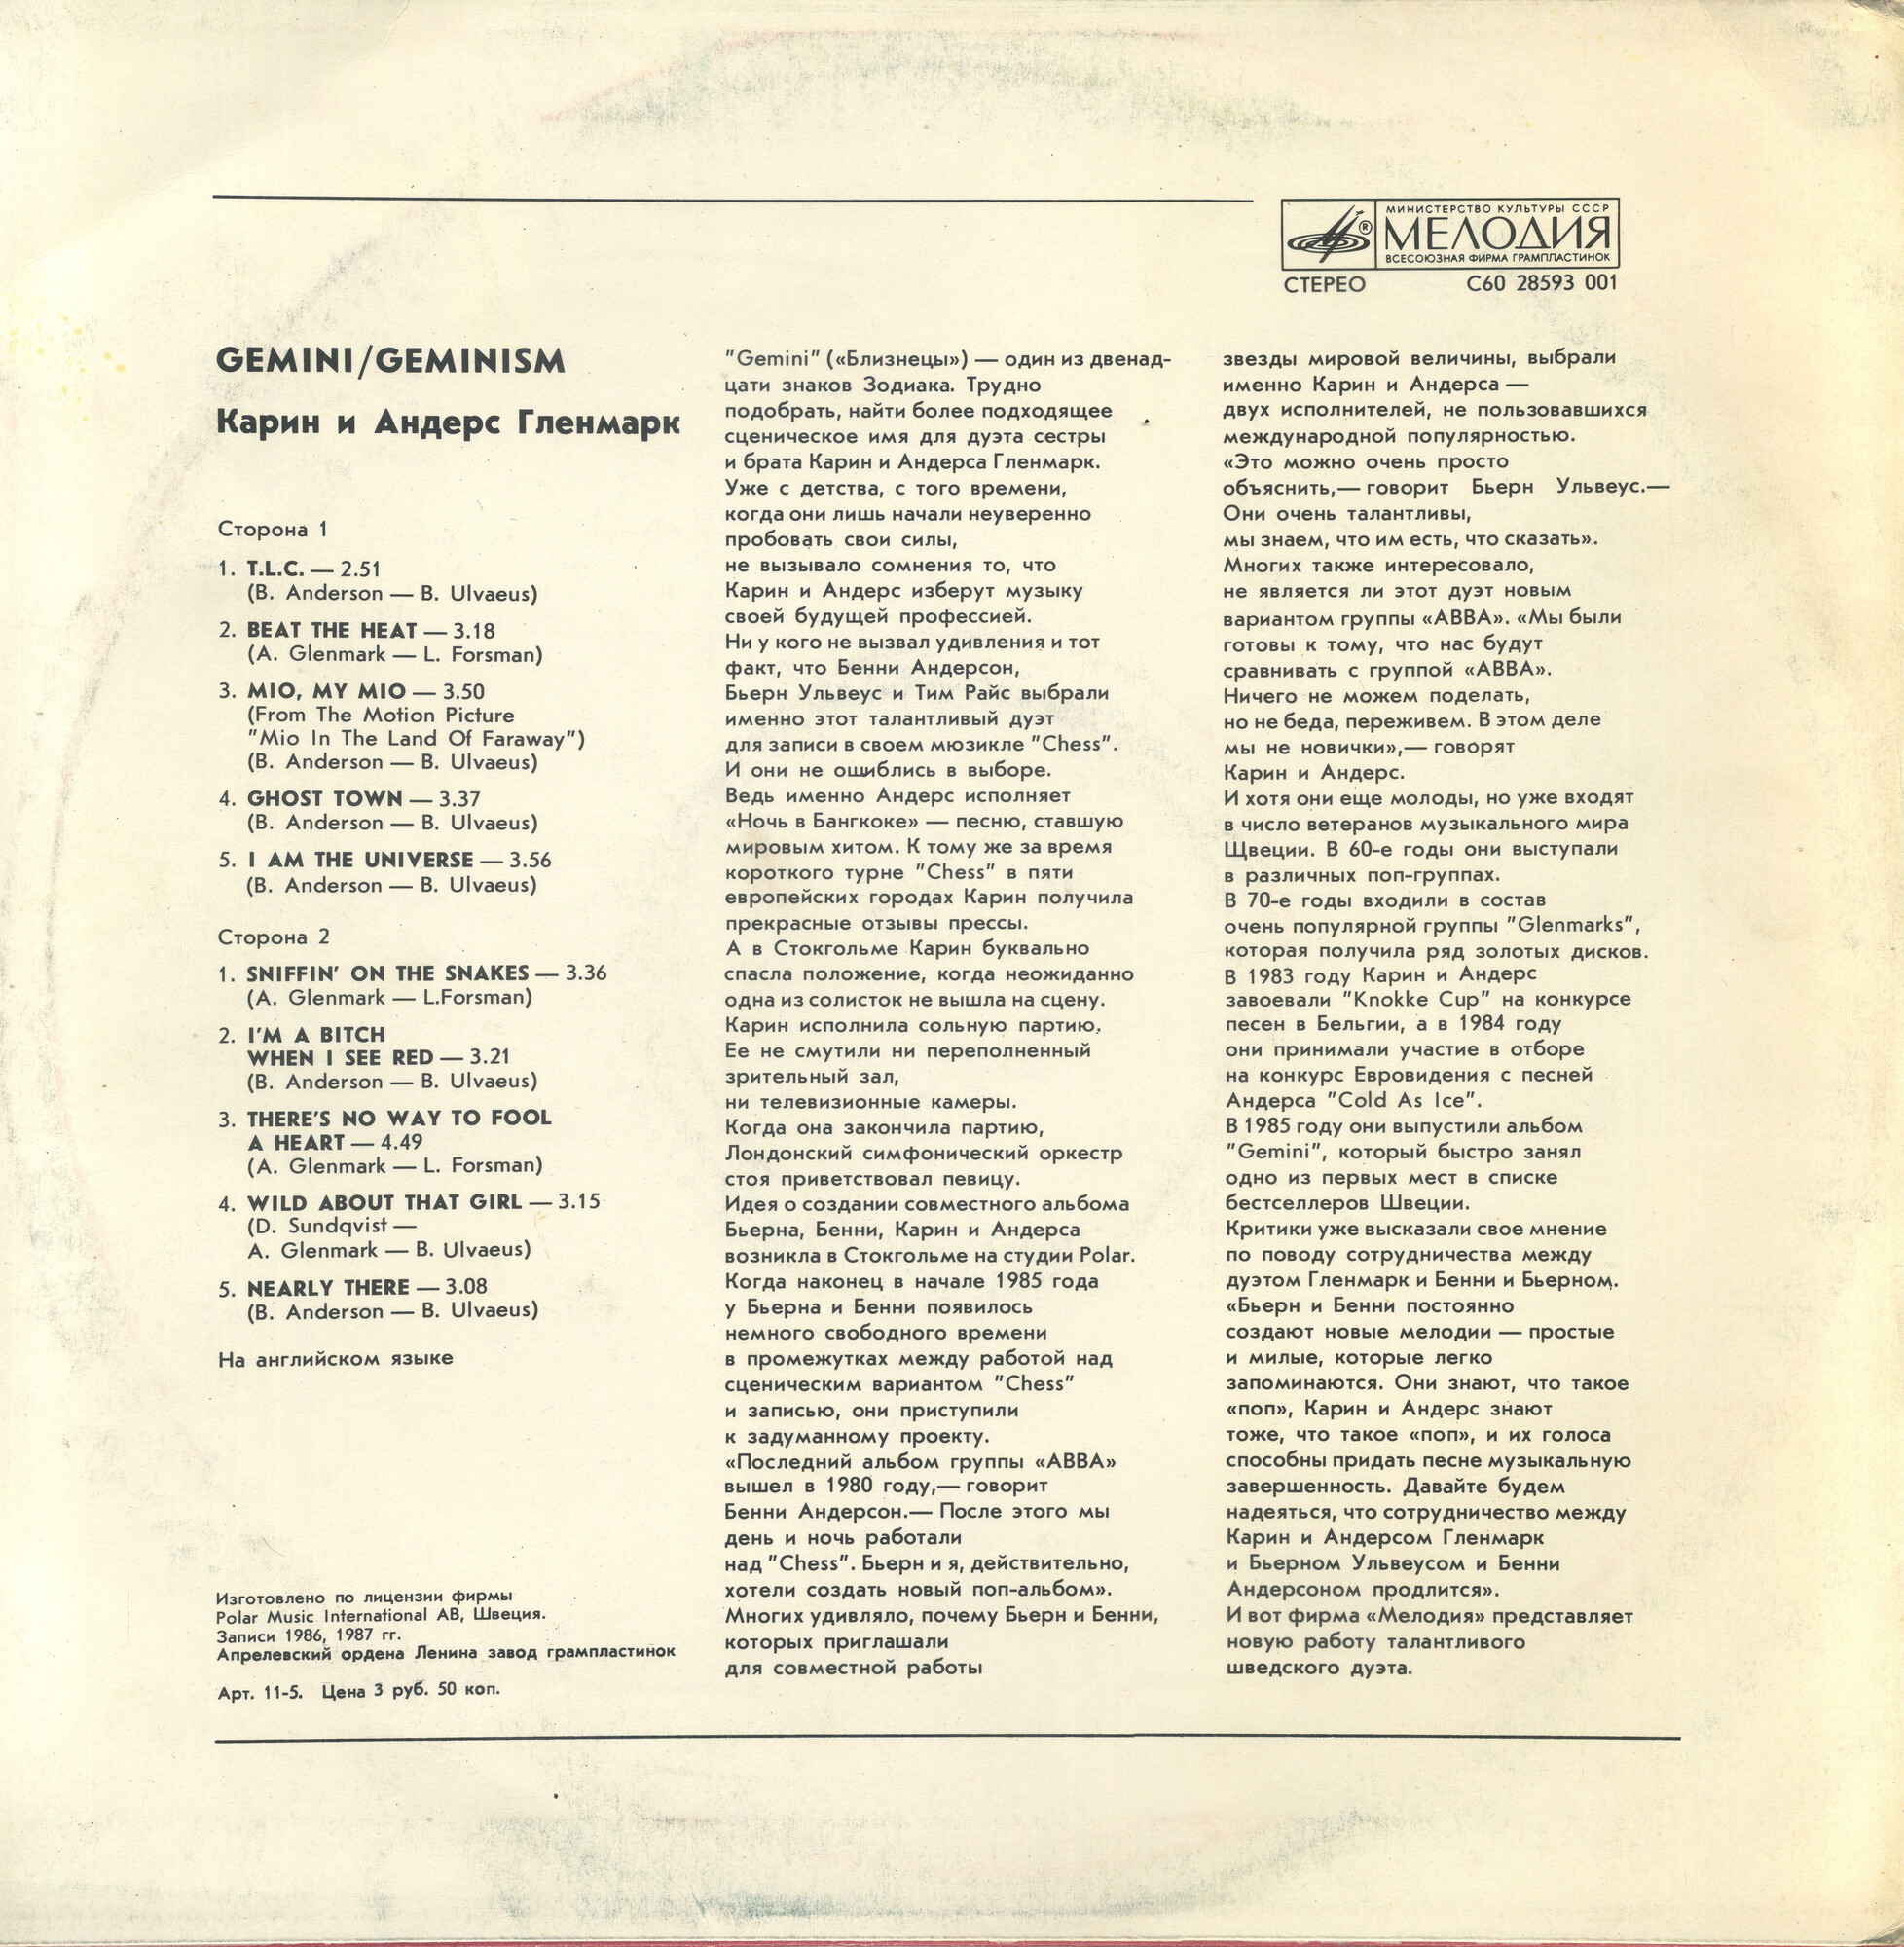 МИНИСТЕРСТВО КУЛЬТУРЫ СССР
МЕЛОДИЯ
ВСЕСОЮЗНАЯ ФИРМА ГРАМПЛАСТИНОК
СТЕРЕО С60 28593 001
GEMINI/GEMINISM
Карин и Андерс Гленмарк
Сторона 1
1. T.L.C. — 2.51
(B. Anderson — B. Ulvaeus)
2. BEAT THE HEAT — 3.18
(A. Glenmark — L. Forsman)
3. MIO, MY MIO — 3.50
(From The Motion Picture
"Mio In The Land Of Faraway")
(B. Anderson — B. Ulvaeus)
4. GHOST TOWN — 3.37
(B. Anderson — B. Ulvaeus)
5. I AM THE UNIVERSE — 3.56
(B. Anderson — B. Ulvaeus)
Сторона 2
1. SNIFFIN' ON THE SNAKES — 3.36
(A. Glenmark — L.Forsman)
2. I'M A BITCH
WHEN I SEE RED — 3.21
(B. Anderson — B. Ulvaeus)
3. THERE'S NO WAY TO FOOL
A HEART — 4.49
(A. Glenmark — L. Forsman)
4. WILD ABOUT THAT GIRL — 3.15
(D. Sundqvist —
A. Glenmark — B. Ulvaeus)
5. NEARLY THERE — 3.08
(B. Anderson — B. Ulvaeus)
На английском языке
Изготовлено по лицензии фирмы
Polar Music International AB, Швеция.
Записи 1986, 1987 гг.
Апрелевский ордена Ленина завод грампластинок
Арт. 11-5. Цена 3 руб. 50 коп.
"Gemini" («Близнецы») — один из двенад-
цати знаков Зодиака. Трудно
подобрать, найти более подходящее
сценическое имя для дуэта сестры
и брата Карин и Андерса Гленмарк.
Уже с детства, с того времени,
когда они лишь начали неуверенно
пробовать свои силы,
не вызывало сомнения то, что
Карин и Андерс изберут музыку
своей будущей профессией.
Ни у кого не вызвал удивления и тот
факт, что Бенни Андерсон,
Бьерн Ульвеус и Тим Райс выбрали
именно этот талантливый дуэт
для записи в своем мюзикле "Chess".
И они не ошиблись в выборе.
Ведь именно Андерс исполняет
«Ночь в Бангкоке» — песню, ставшую
мировым хитом. К тому же за время
короткого турне "Chess" в пяти
европейских городах Карин получила
прекрасные отзывы прессы.
А в Стокгольме Карин буквально
спасла положение, когда неожиданно
одна из солисток не вышла на сцену.
Карин исполнила сольную партию.
Ее не смутили ни переполненный
зрительный зал,
ни телевизионные камеры.
Когда она закончила партию,
Лондонский симфонический оркестр
стоя приветствовал певицу.
Идея о создании совместного альбома
Бьерна, Бенни, Карин и Андерса
возникла в Стокгольме на студии Polar.
Когда наконец в начале 1985 года
у Бьерна и Бенни появилось
немного свободного времени
в промежутках между работой над
сценическим вариантом "Chess"
и записью, они приступили
к задуманному проекту.
«Последний альбом группы «АВВА»
вышел в 1980 году,— говорит
Бенни Андерсон.— После этого мы
день и ночь работали
над "Chess". Бьерн и я, действительно,
хотели создать новый поп-альбом».
Многих удивляло, почему Бьерн и Бенни,
которых приглашали
для совместной работы
звезды мировой величины, выбрали
именно Карин и Андерса —
двух исполнителей, не пользовавшихся
международной популярностью.
«Это можно очень просто
объяснить,— говорит Бьерн Ульвеус.—
Они очень талантливы,
мы знаем, что им есть, что сказать».
Многих также интересовало,
не является ли этот дуэт новым
вариантом группы «АВВА». «Мы были
готовы к тому, что нас будут
сравнивать с группой «АВВА».
Ничего не можем поделать,
но не беда, переживем. В этом деле
мы не новички»,— говорят
Карин и Андерс.
И хотя они еще молоды, но уже входят
в число ветеранов музыкального мира
Щвеции. В 60-е годы они выступали
в различных поп-группах.
В 70-е годы входили в состав
очень популярной группы "Glenmarks",
которая получила ряд золотых дисков.
В 1983 году Карин и Андерс
завоевали "Knokke Cup" на конкурсе
песен в Бельгии, а в 1984 году
они принимали участие в отборе
на конкурс Евровидения с песней
Андерса "Cold As Ice".
В 1985 году они выпустили альбом
"Gemini", который быстро занял
одно из первых мест в списке
бестселлеров Швеции.
Критики уже высказали свое мнение
по поводу сотрудничества между
дуэтом Гленмарк и Бенни и Бьерном.
«Бьерн и Бенни постоянно
создают новые мелодии — простые
и милые, которые легко
запоминаются. Они знают, что такое
«поп», Карин и Андерс знают
тоже, что такое «поп», и их голоса
способны придать песне музыкальную
завершенность. Давайте будем
надеяться, что сотрудничество между
Карин и Андерсом Гленмарк
и Бьерном Ульвеусом и Бенни
Андерсоном продлится».
И вот фирма «Мелодия» представляет
новую работу талантливого
шведского дуэта.